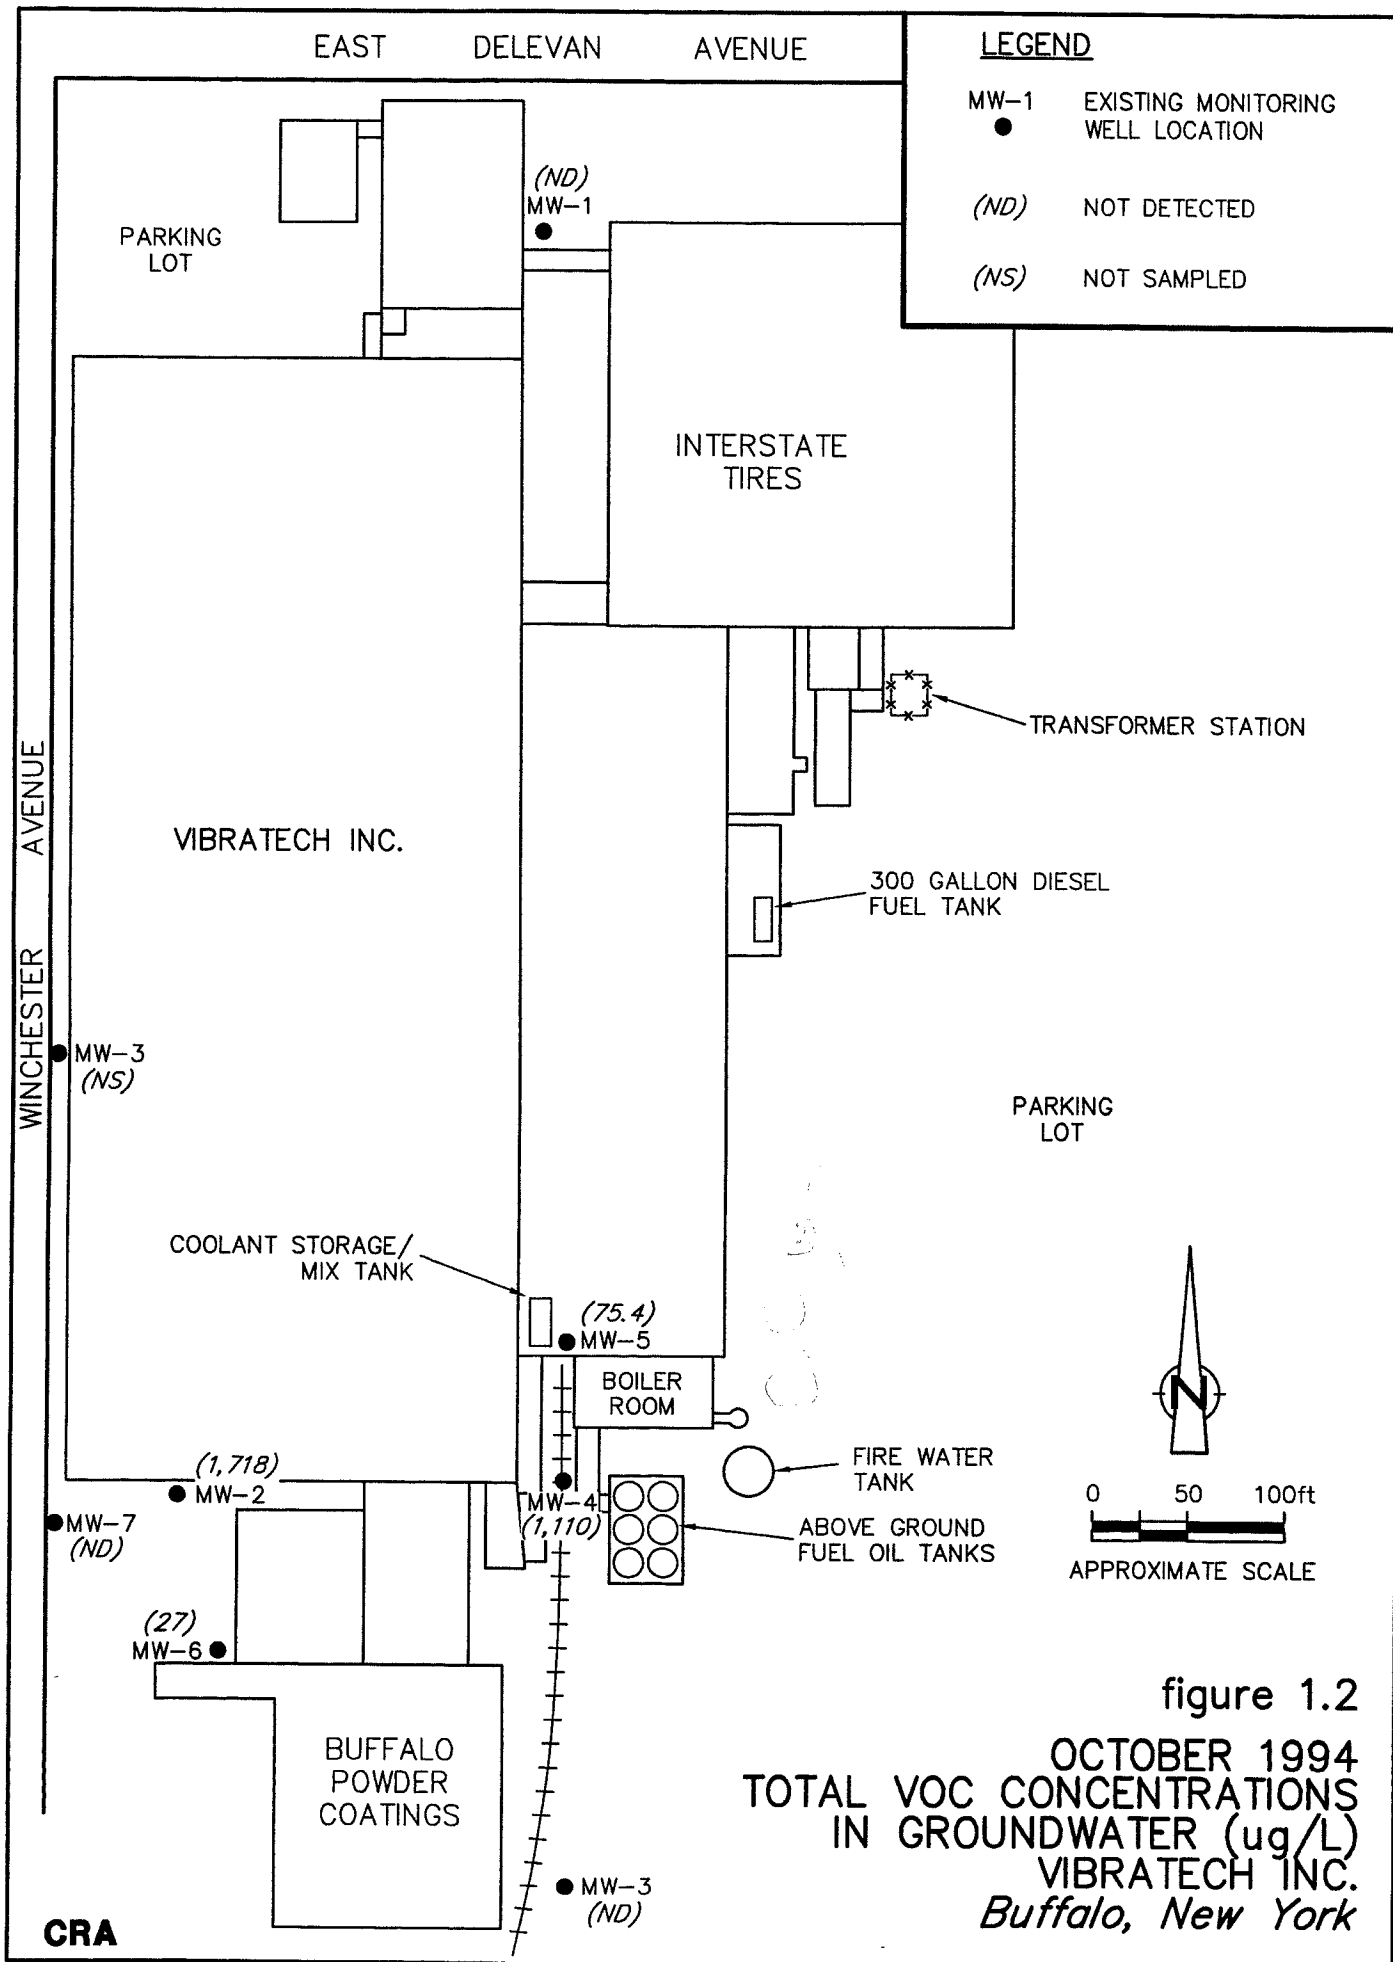 EAST DELEVAN AVENUE
LEGEND
MW-1 EXISTING MONITORING
WELL LOCATION
(ND) NOT DETECTED
(NS) NOT SAMPLED
(ND)
MW-1
PARKING
LOT
INTERSTATE
TIRES
TRANSFORMER STATION
WINCHESTER AVENUE
VIBRATECH INC.
300 GALLON DIESEL
FUEL TANK
MW-3
(NS)
PARKING
LOT
COOLANT STORAGE/
MIX TANK
(75.4)
MW-5
BOILER
ROOM
N
FIRE WATER
TANK
(1,718)
MW-2
MW-4
(1,110)
MW-7
(ND)
ABOVE GROUND
FUEL OIL TANKS
0 50 100ft
APPROXIMATE SCALE
(27)
MW-6
BUFFALO
POWDER
COATINGS
MW-3
(ND)
figure 1.2
OCTOBER 1994
TOTAL VOC CONCENTRATIONS
IN GROUNDWATER (ug/L)
VIBRATECH INC.
Buffalo, New York
CRA